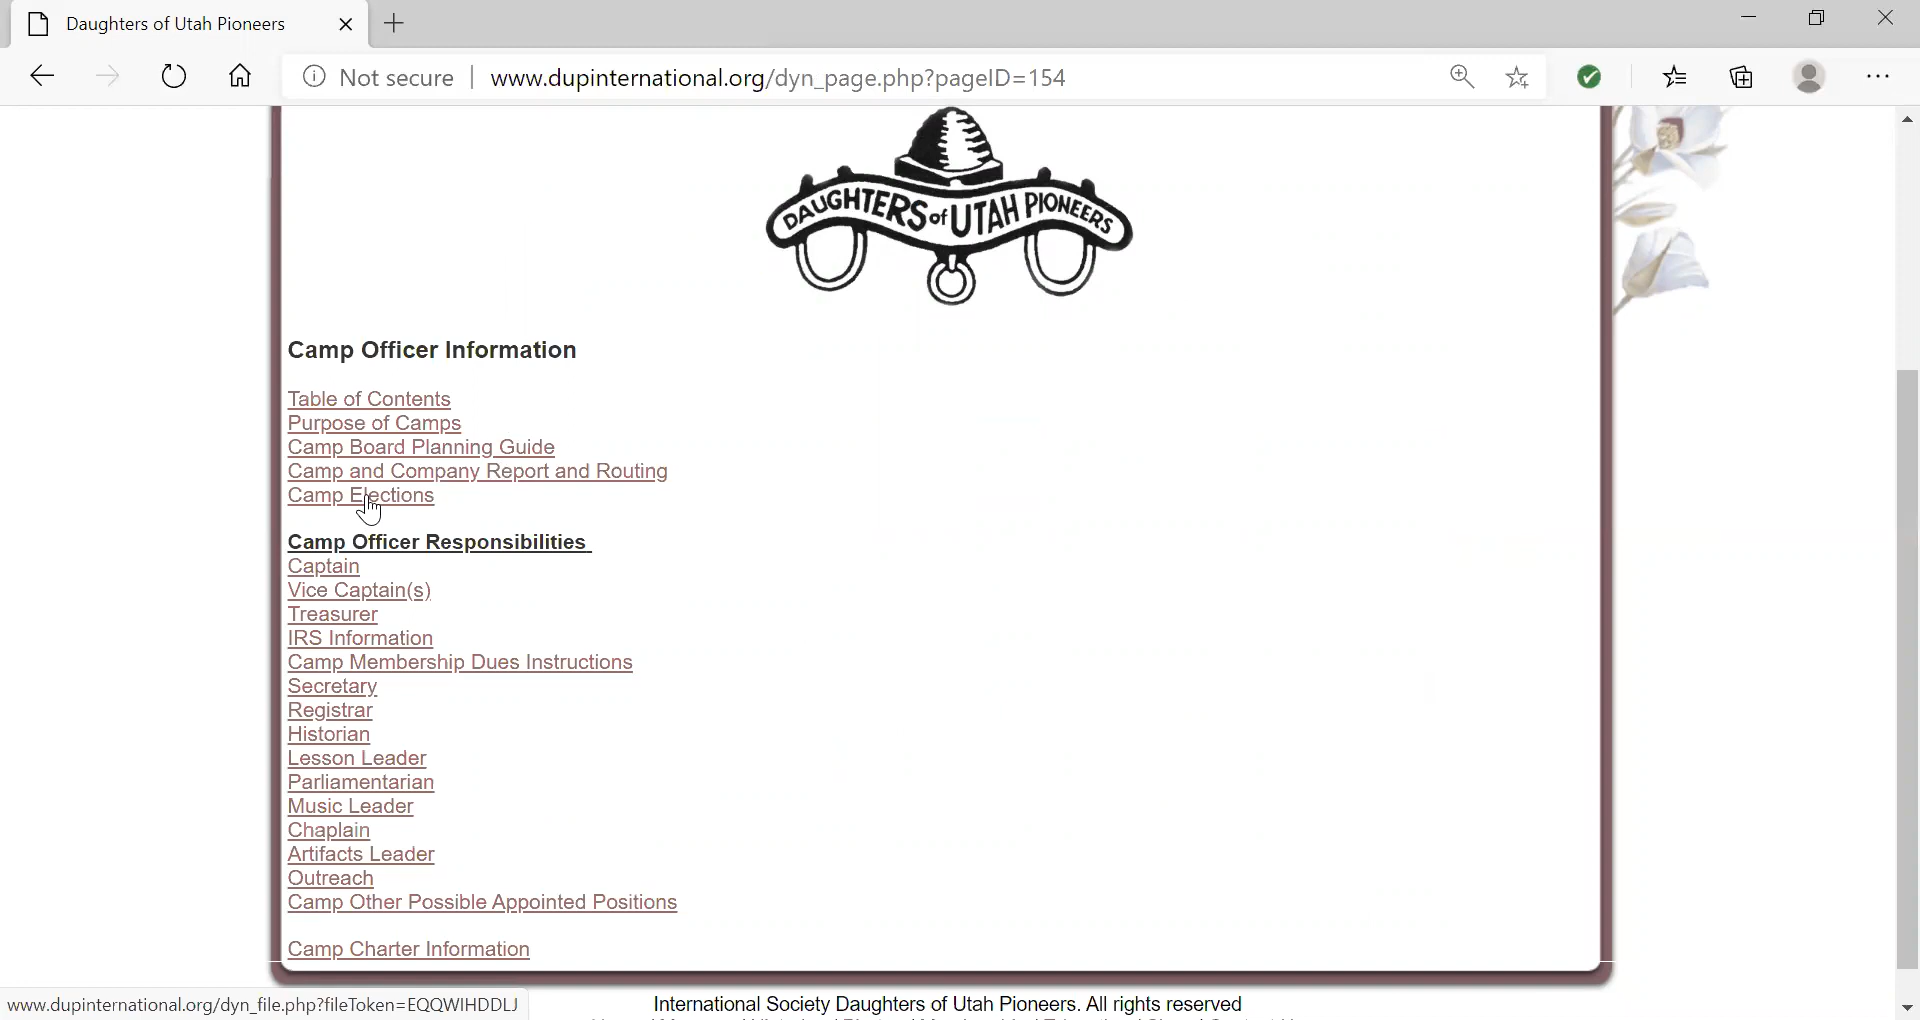 Daughters of Utah Pioneers
Not secure
www.dupinternational.org/dyn_page.php?pageID=154
DAUGHTERS of UTAH PIONEERS
Camp Officer Information
Table of Contents
Purpose of Camps
Camp Board Planning Guide
Camp and Company Report and Routing
Camp Elections
Camp Officer Responsibilities
Captain
Vice Captain(s)
Treasurer
IRS Information
Camp Membership Dues Instructions
Secretary
Registrar
Historian
Lesson Leader
Parliamentarian
Music Leader
Chaplain
Artifacts Leader
Outreach
Camp Other Possible Appointed Positions
Camp Charter Information
www.dupinternational.org/dyn_file.php?fileToken=EQQWIHDDLJ
International Society Daughters of Utah Pioneers. All rights reserved